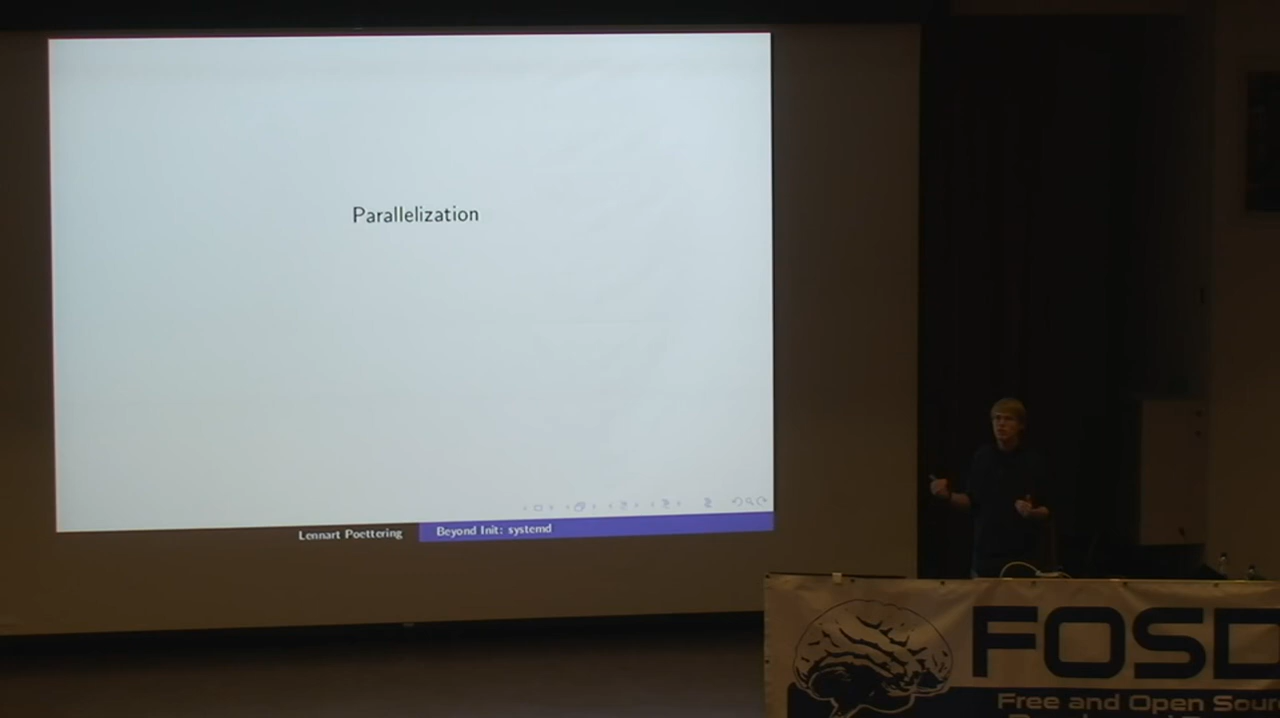 Parallelization
Lennart Poettering
Beyond Init: systemd
FOSD
Free and Open Sour